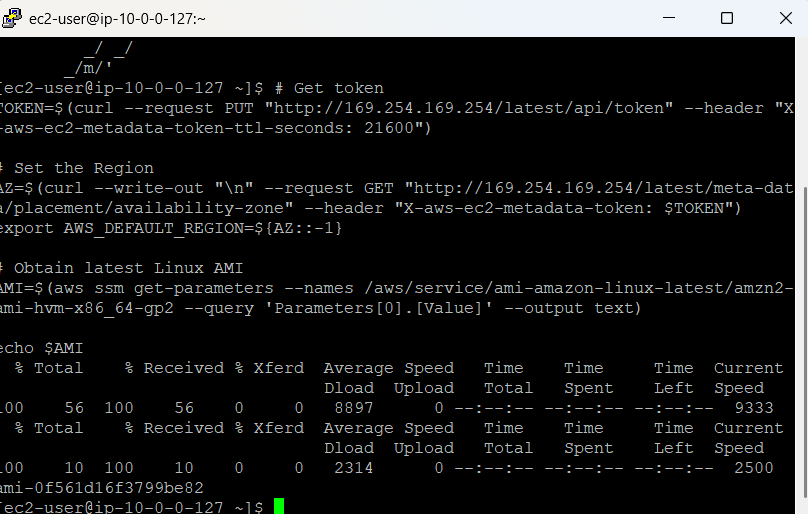 ec2-user@ip-10-0-0-127:~
_/ _/
_/m/'
[ec2-user@ip-10-0-0-127 ~]$ # Get token
TOKEN=$(curl --request PUT "http://169.254.169.254/latest/api/token" --header "X
-aws-ec2-metadata-token-ttl-seconds: 21600")
# Set the Region
AZ=$(curl --write-out "\n" --request GET "http://169.254.169.254/latest/meta-dat
a/placement/availability-zone" --header "X-aws-ec2-metadata-token: $TOKEN")
export AWS_DEFAULT_REGION=${AZ::-1}
# Obtain latest Linux AMI
AMI=$(aws ssm get-parameters --names /aws/service/ami-amazon-linux-latest/amzn2-
ami-hvm-x86_64-gp2 --query 'Parameters[0].[Value]' --output text)
echo $AMI
% Total % Received % Xferd Average Speed Time Time Time Current
Dload Upload Total Spent Left Speed
100 56 100 56 0 0 8897 0 --:--:-- --:--:-- --:--:-- 9333
% Total % Received % Xferd Average Speed Time Time Time Current
Dload Upload Total Spent Left Speed
100 10 100 10 0 0 2314 0 --:--:-- --:--:-- --:--:-- 2500
ami-0f561d16f3799be82
[ec2-user@ip-10-0-0-127 ~]$